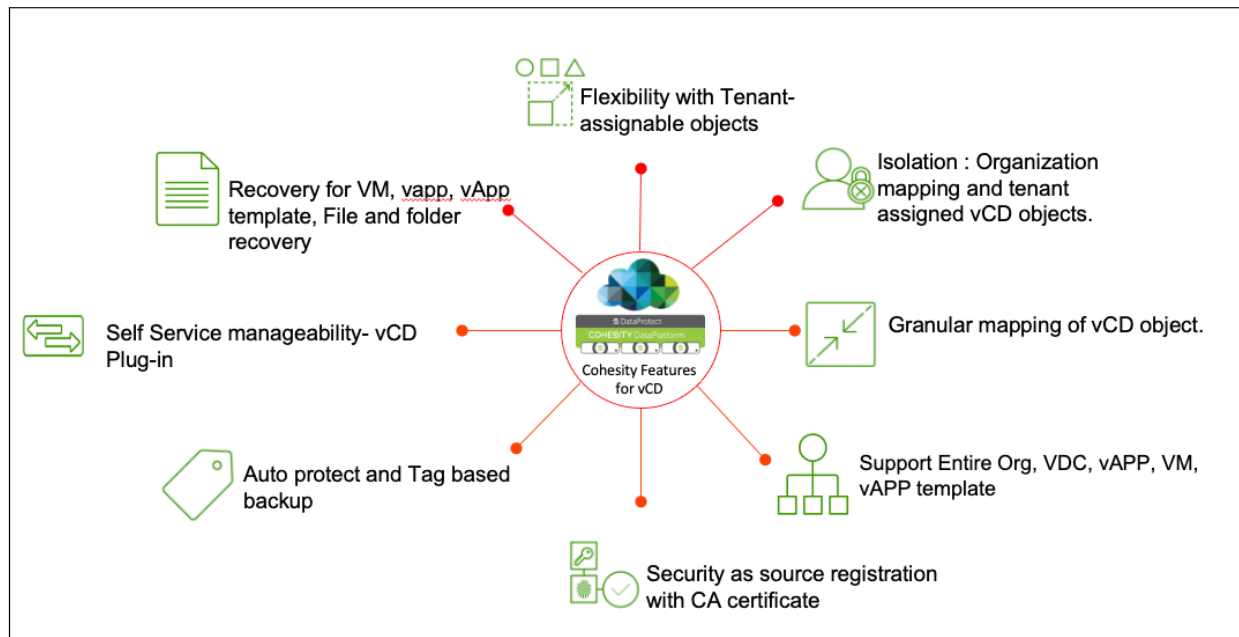 Flexibility with Tenant-
assignable objects
Isolation : Organization
mapping and tenant
assigned vCD objects.
Recovery for VM, vapp, vApp
template, File and folder
recovery
DataProtect
COHESITY DataPlatform
Cohesity Features
for vCD
Self Service manageability- vCD
Plug-in
Granular mapping of vCD object.
Auto protect and Tag based
backup
Support Entire Org, VDC, vAPP, VM,
vAPP template
Security as source registration
with CA certificate